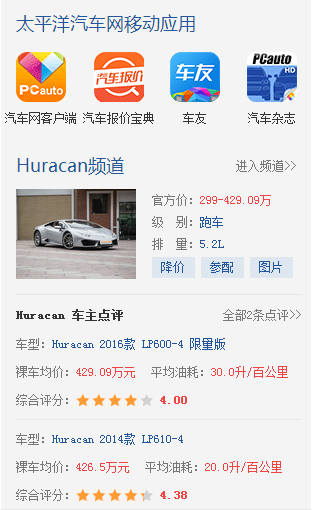 太平洋汽车网移动应用
PCauto 汽车报价 车友 PCauto HD
汽车网客户端 汽车报价宝典 车友 汽车杂志
Huracan频道 进入频道>>
官方价：299-429.09万
级 别：跑车
排 量：5.2L
降价 参配 图片
Huracan 车主点评 全部2条点评>>
车型：Huracan 2016款 LP600-4 限量版
裸车均价：429.09万元 平均油耗：30.0升/百公里
综合评分： 4.00
车型：Huracan 2014款 LP610-4
裸车均价：426.5万元 平均油耗：20.0升/百公里
综合评分： 4.38